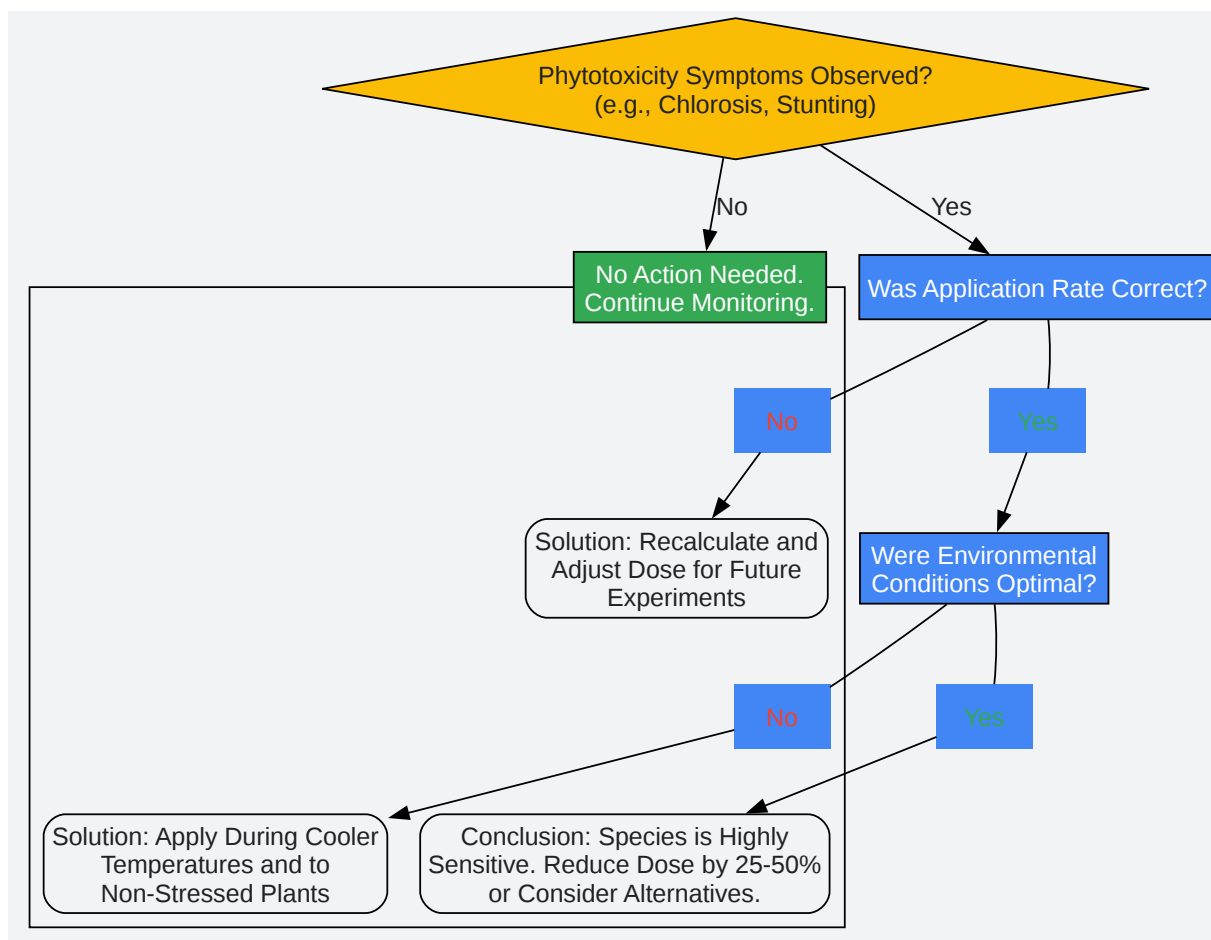 Phytotoxicity Symptoms Observed?
(e.g., Chlorosis, Stunting)
No
Yes
No Action Needed.
Continue Monitoring.
Was Application Rate Correct?
No
Yes
Solution: Recalculate and
Adjust Dose for Future
Experiments
Were Environmental
Conditions Optimal?
No
Yes
Solution: Apply During Cooler
Temperatures and to
Non-Stressed Plants
Conclusion: Species is Highly
Sensitive. Reduce Dose by 25-50%
or Consider Alternatives.